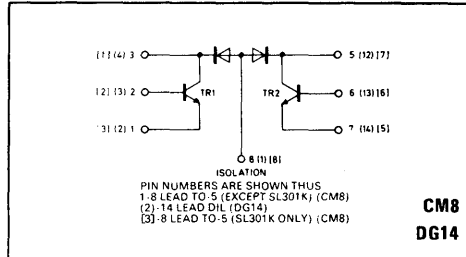 [1] (4) 3
5 (12) [7]
[2] (3) 2
TR1
TR2
6 (13) [6]
[3] (2) 1
7 (14) [5]
8 (1) [8]
ISOLATION
PIN NUMBERS ARE SHOWN THUS
1-8 LEAD TO-5 (EXCEPT SL301K) (CM8)
(2)-14 LEAD DIL (DG14)
[3]-8 LEAD TO-5 (SL301K ONLY) (CM8)
CM8
DG14